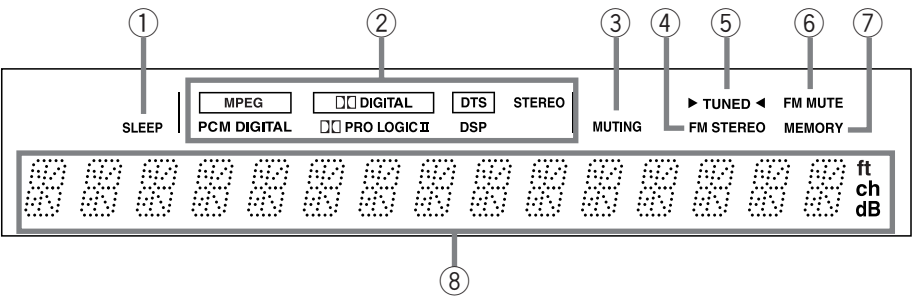 ① ② ③ ④ ⑤ ⑥ ⑦
MPEG DIGITAL DTS STEREO ► TUNED ◄ FM MUTE
SLEEP PCM DIGITAL PRO LOGIC II DSP MUTING FM STEREO MEMORY
ft
ch
dB
⑧